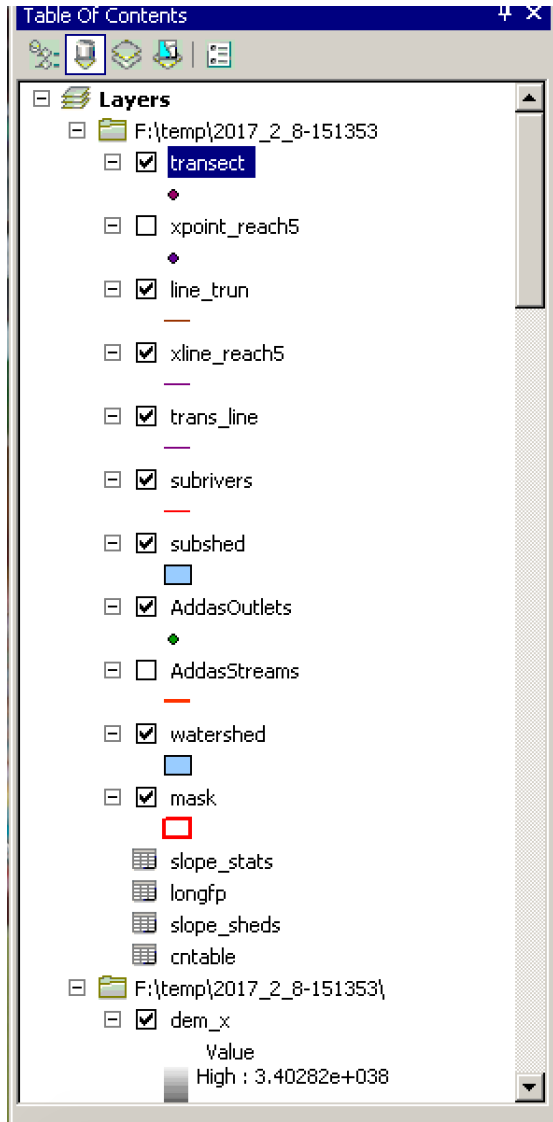 Table Of Contents
Layers
F:\temp\2017_2_8-151353
transect
xpoint_reach5
line_trun
xline_reach5
trans_line
subrivers
subshed
AddasOutlets
AddasStreams
watershed
mask
slope_stats
longfp
slope_sheds
cntable
F:\temp\2017_2_8-151353\
dem_x
Value
High : 3.40282e+038